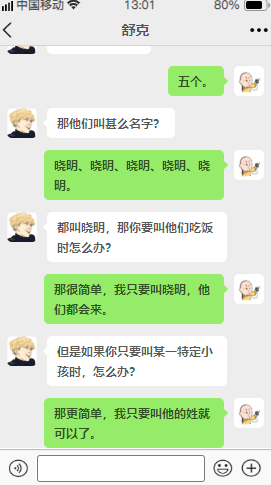 中国移动 13:01 80%
舒克
五个。
那他们叫甚么名字?
晓明、晓明、晓明、晓明、晓
明。
都叫晓明，那你要叫他们吃饭
时怎么办?
那很简单，我只要叫晓明，他
们都会来。
但是如果你只要叫某一特定小
孩时，怎么办?
那更简单，我只要叫他的姓就
可以了。